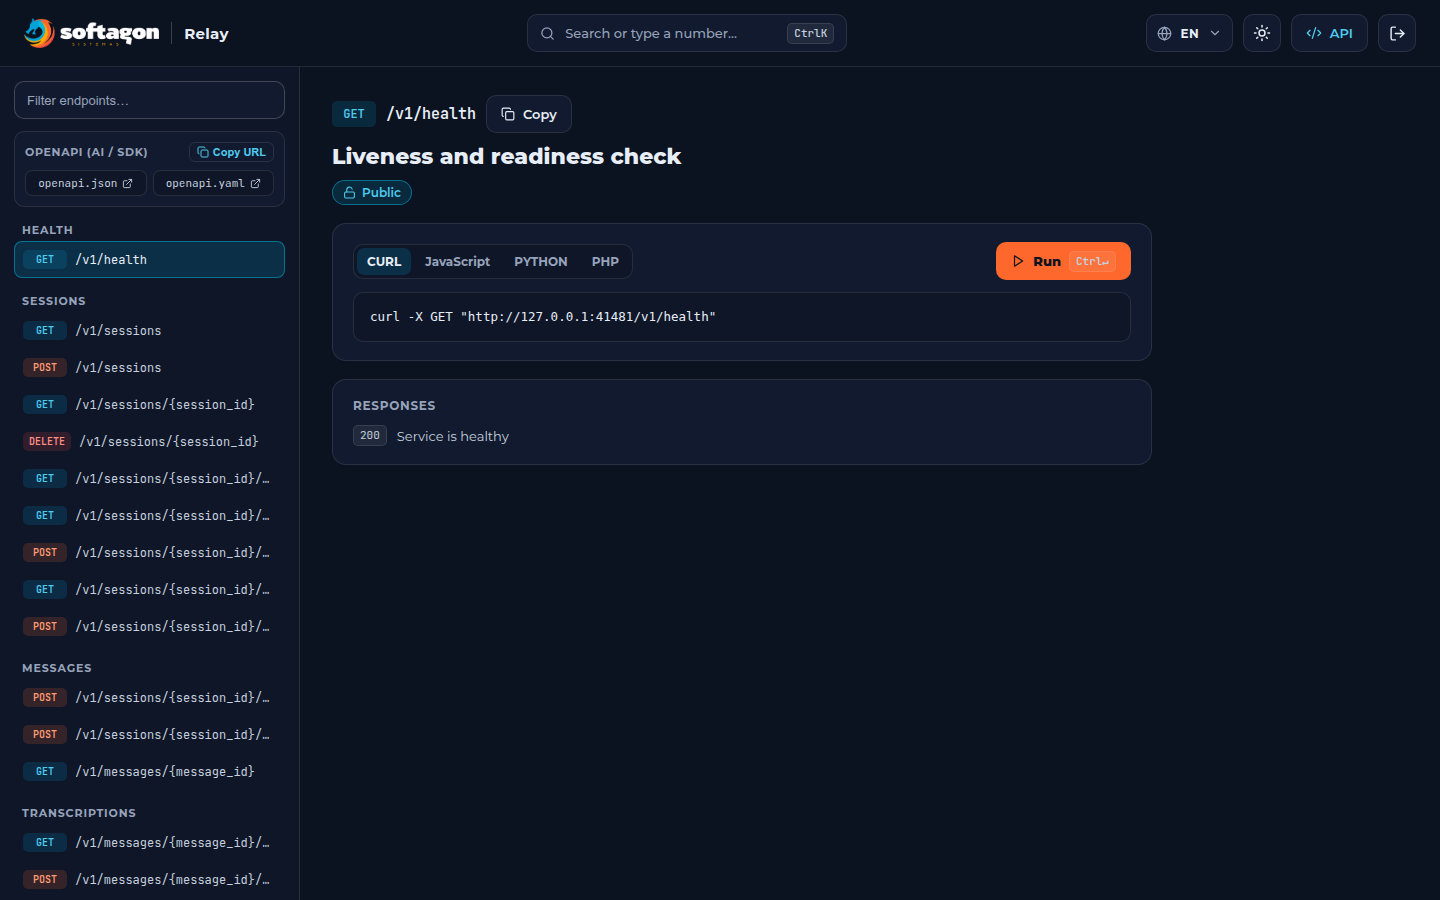 softagon
SISTEMAS
Relay
Search or type a number...
CtrlK
EN
API
Filter endpoints...
OPENAPI (AI / SDK)
Copy URL
openapi.json
openapi.yaml
HEALTH
GET /v1/health
SESSIONS
GET /v1/sessions
POST /v1/sessions
GET /v1/sessions/{session_id}
DELETE /v1/sessions/{session_id}
GET /v1/sessions/{session_id}/…
GET /v1/sessions/{session_id}/…
POST /v1/sessions/{session_id}/…
GET /v1/sessions/{session_id}/…
POST /v1/sessions/{session_id}/…
MESSAGES
POST /v1/sessions/{session_id}/…
POST /v1/sessions/{session_id}/…
GET /v1/messages/{message_id}
TRANSCRIPTIONS
GET /v1/messages/{message_id}/…
POST /v1/messages/{message_id}/…
GET /v1/health Copy
Liveness and readiness check
Public
CURL JavaScript PYTHON PHP
Run Ctrl↵
curl -X GET "http://127.0.0.1:41481/v1/health"
RESPONSES
200 Service is healthy